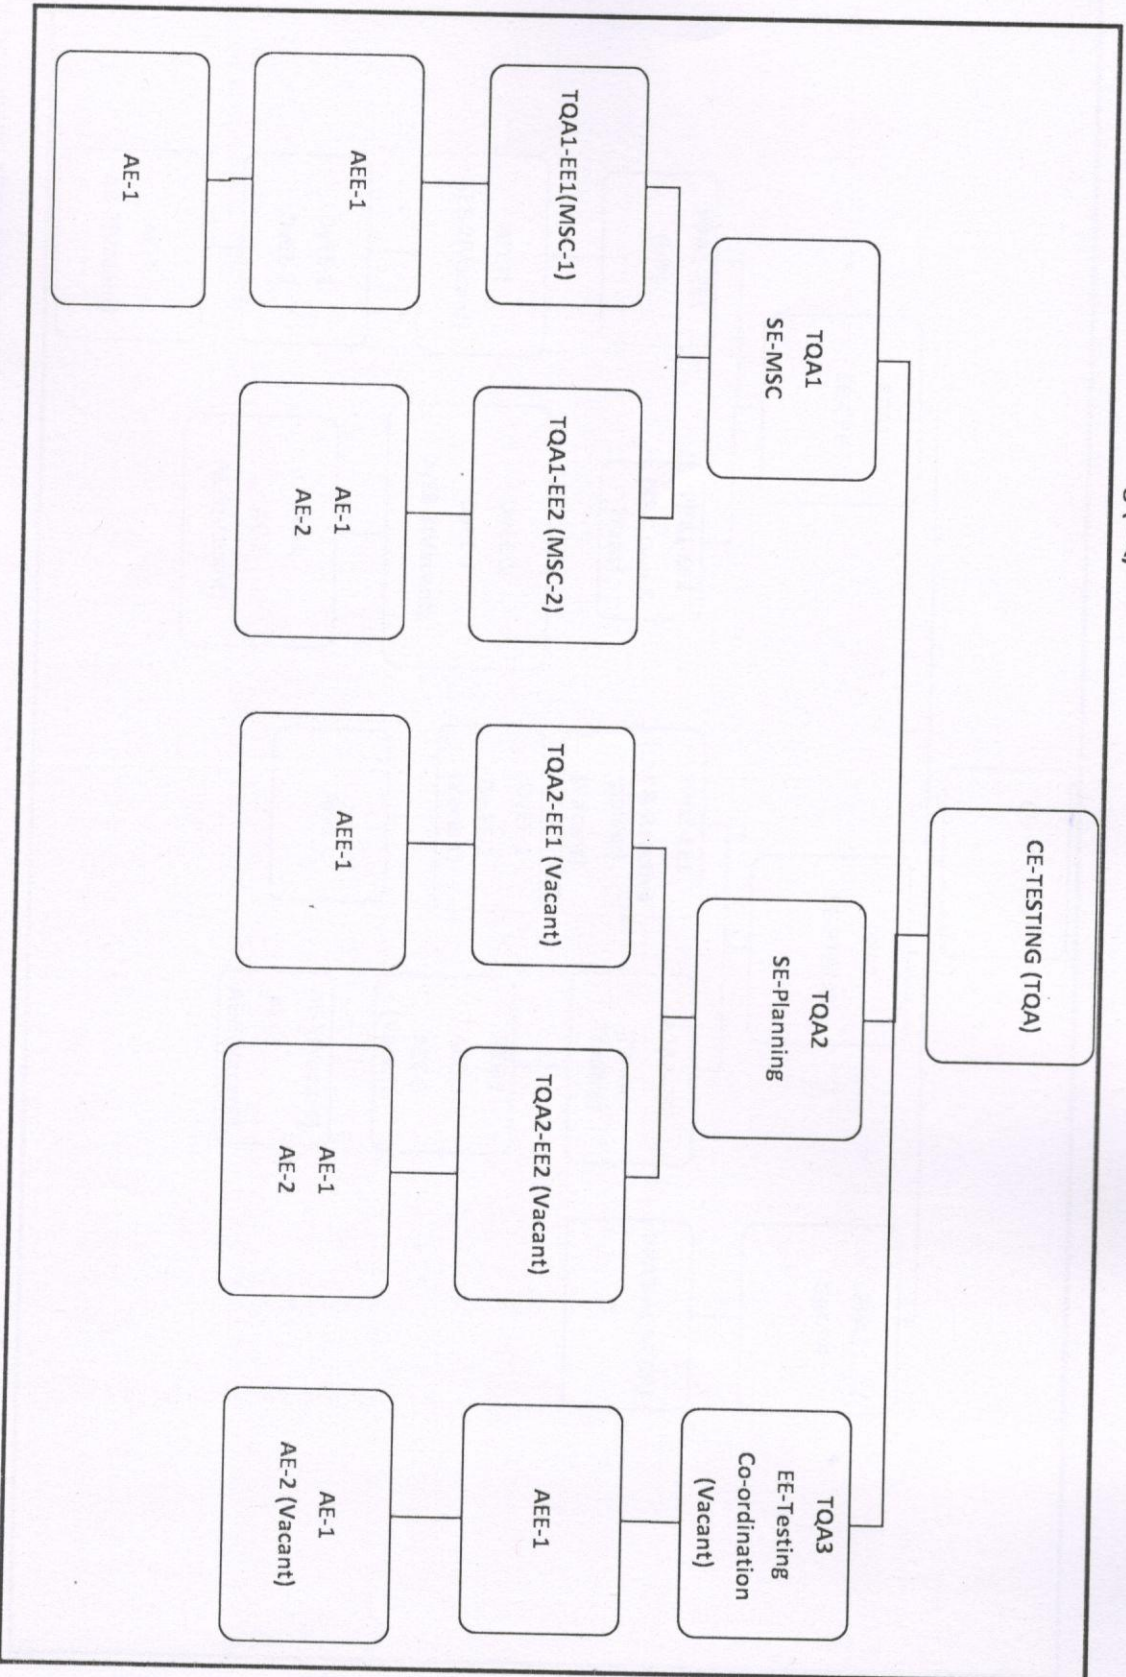 CE-TESTING (TQA)
TQA1
SE-MSC
TQA2
SE-Planning
TQA3
EE-Testing
Co-ordination
(Vacant)
TQA1-EE1(MSC-1)
TQA1-EE2 (MSC-2)
TQA2-EE1 (Vacant)
TQA2-EE2 (Vacant)
AEE-1
AEE-1
AE-1
AE-2
AEE-1
AE-1
AE-2
AE-1
AE-2 (Vacant)
AE-1